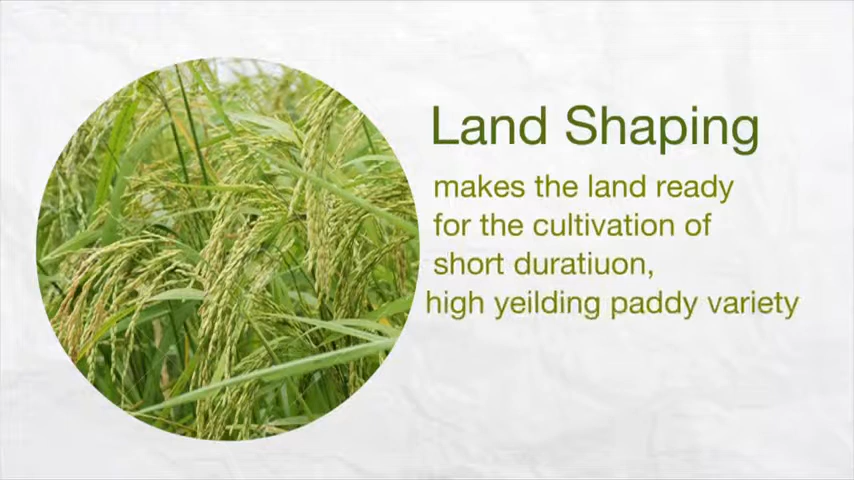 Land Shaping
makes the land ready
for the cultivation of
short duratiuon,
high yeilding paddy variety